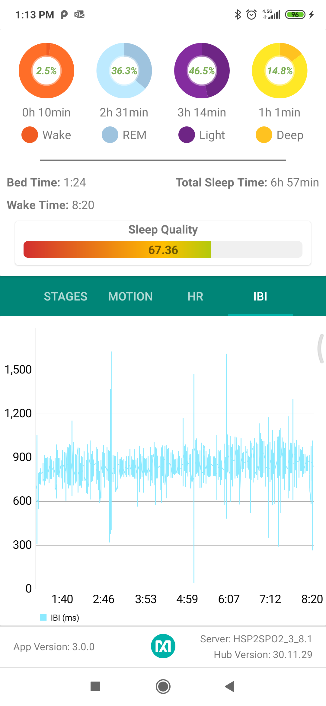 1:13 PM
96
2.5% 36.3% 46.5% 14.8%
0h 10min 2h 31min 3h 14min 1h 1min
Wake REM Light Deep
Bed Time: 1:24 Total Sleep Time: 6h 57min
Wake Time: 8:20
Sleep Quality
67.36
STAGES MOTION HR IBI
1,500
1,200
900
600
300
0
1:40 2:46 3:53 4:59 6:07 7:12 8:20
IBI (ms)
App Version: 3.0.0 Server: HSP2SPO2_3_8.1
Hub Version: 30.11.29